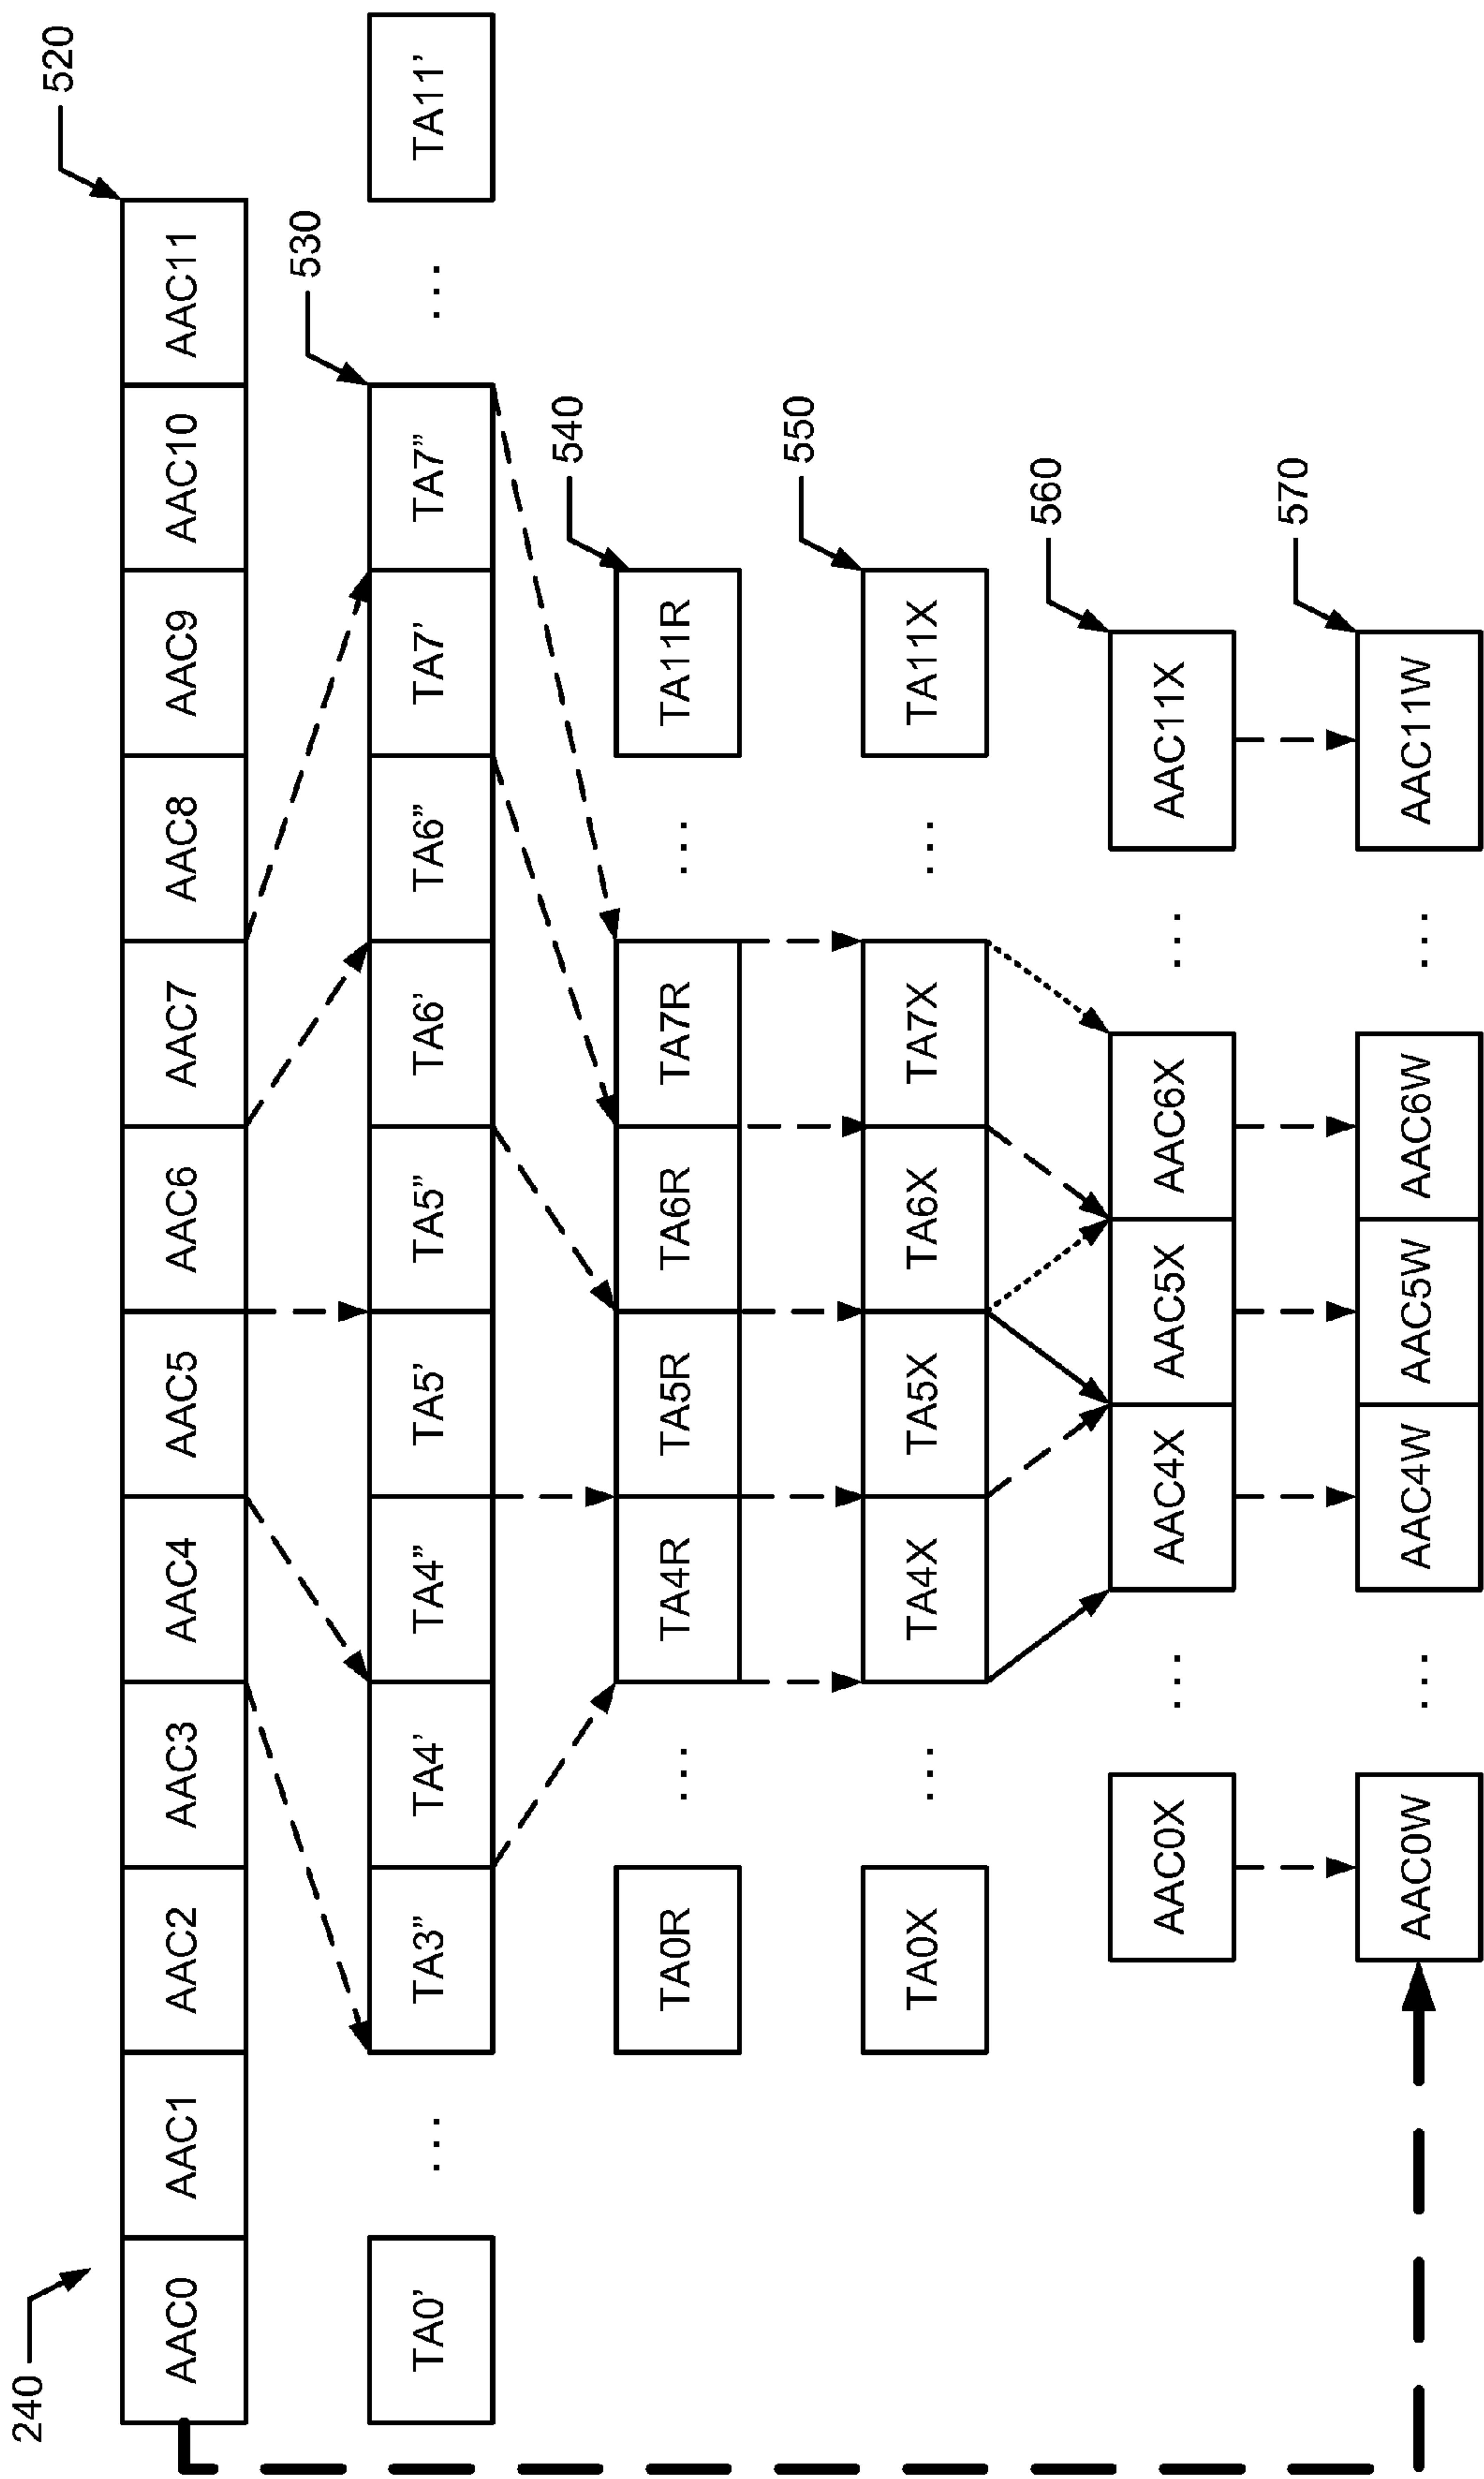 240
520
AAC0 AAC1 AAC2 AAC3 AAC4 AAC5 AAC6 AAC7 AAC8 AAC9 AAC10 AAC11
530
TA0’ ... TA3” TA4’ TA4” TA5’ TA5” TA6’ TA6” TA7’ TA7” ... TA11’
540
TA0R ... TA4R TA5R TA6R TA7R ... TA11R
550
TA0X ... TA4X TA5X TA6X TA7X ... TA11X
560
AAC0X ... AAC4X AAC5X AAC6X ... AAC11X
570
AAC0W ... AAC4W AAC5W AAC6W ... AAC11W